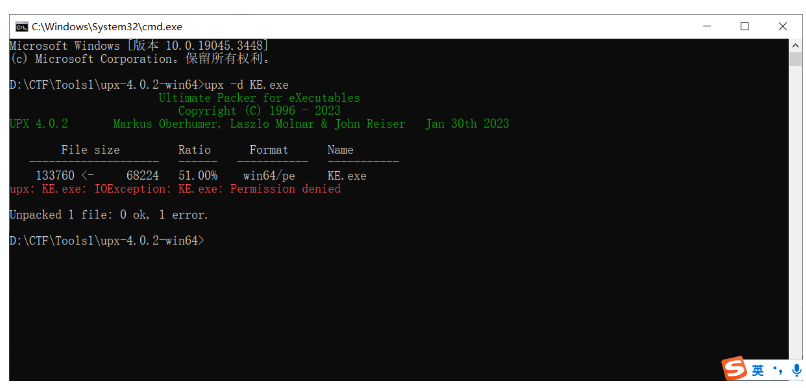 C:\Windows\System32\cmd.exe
Microsoft Windows [版本 10.0.19045.3448]
(c) Microsoft Corporation。保留所有权利。
D:\CTF\Tools1\upx-4.0.2-win64>upx -d KE.exe
Ultimate Packer for eXecutables
Copyright (C) 1996 - 2023
UPX 4.0.2 Markus Oberhumer, Laszlo Molnar & John Reiser Jan 30th 2023
File size Ratio Format Name
-------------------- ------ ----------- -----------
133760 <- 68224 51.00% win64/pe KE.exe
upx: KE.exe: IOException: KE.exe: Permission denied
Unpacked 1 file: 0 ok, 1 error.
D:\CTF\Tools1\upx-4.0.2-win64>
S 英